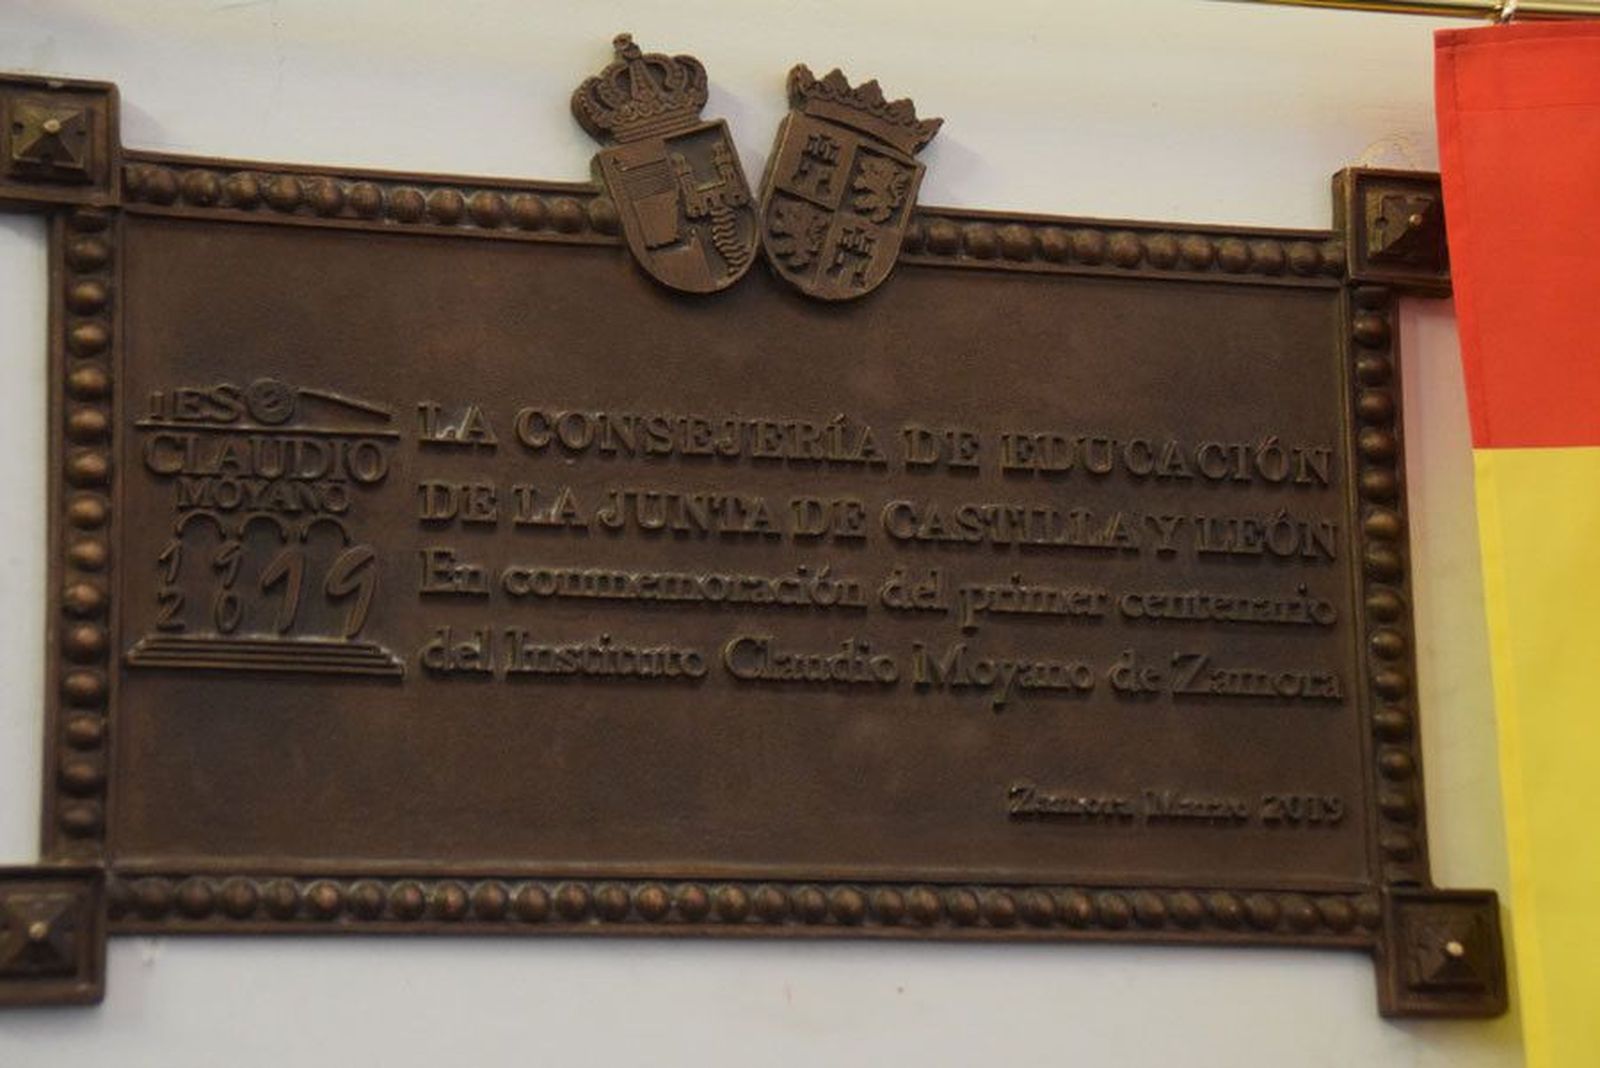 IES
CLAUDIO
MOYANO
1919
2019
LA CONSEJERÍA DE EDUCACIÓN
DE LA JUNTA DE CASTILLA Y LEÓN
En conmemoración del primer centenario
del Instituto Claudio Moyano de Zamora
Zamora Marzo 2019